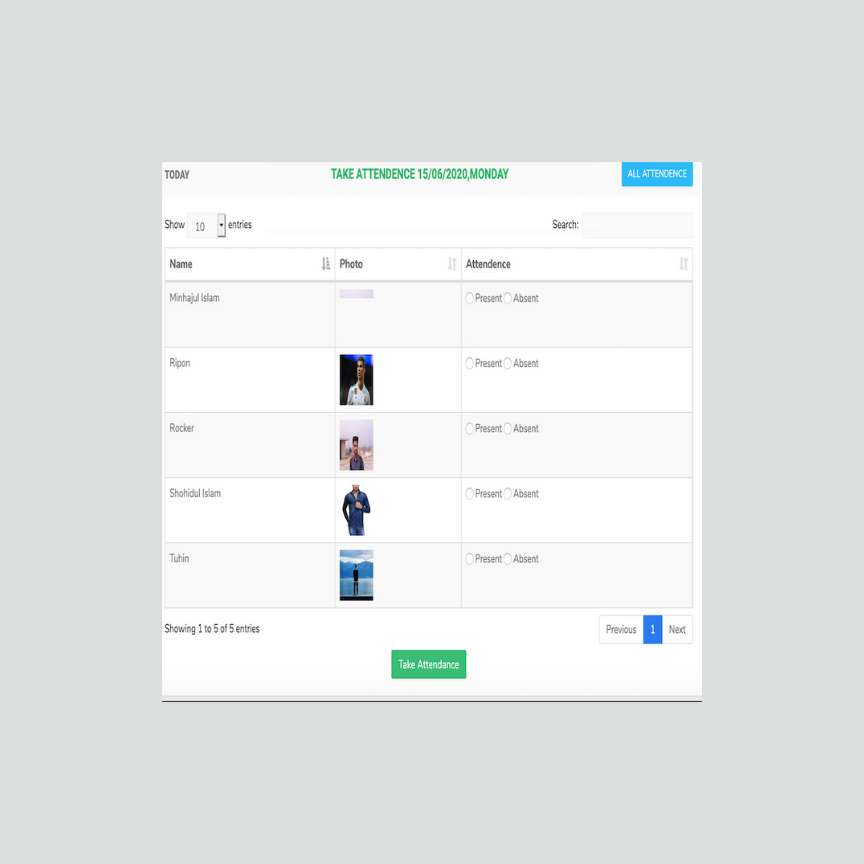 TODAY TAKE ATTENDENCE 15/06/2020,MONDAY ALL ATTENDENCE
Show 10 entries Search:
Name Photo Attendence
Minhajul Islam Present Absent
Ripon Present Absent
Rocker Present Absent
Shohidul Islam Present Absent
Tuhin Present Absent
Showing 1 to 5 of 5 entries Previous 1 Next
Take Attendance